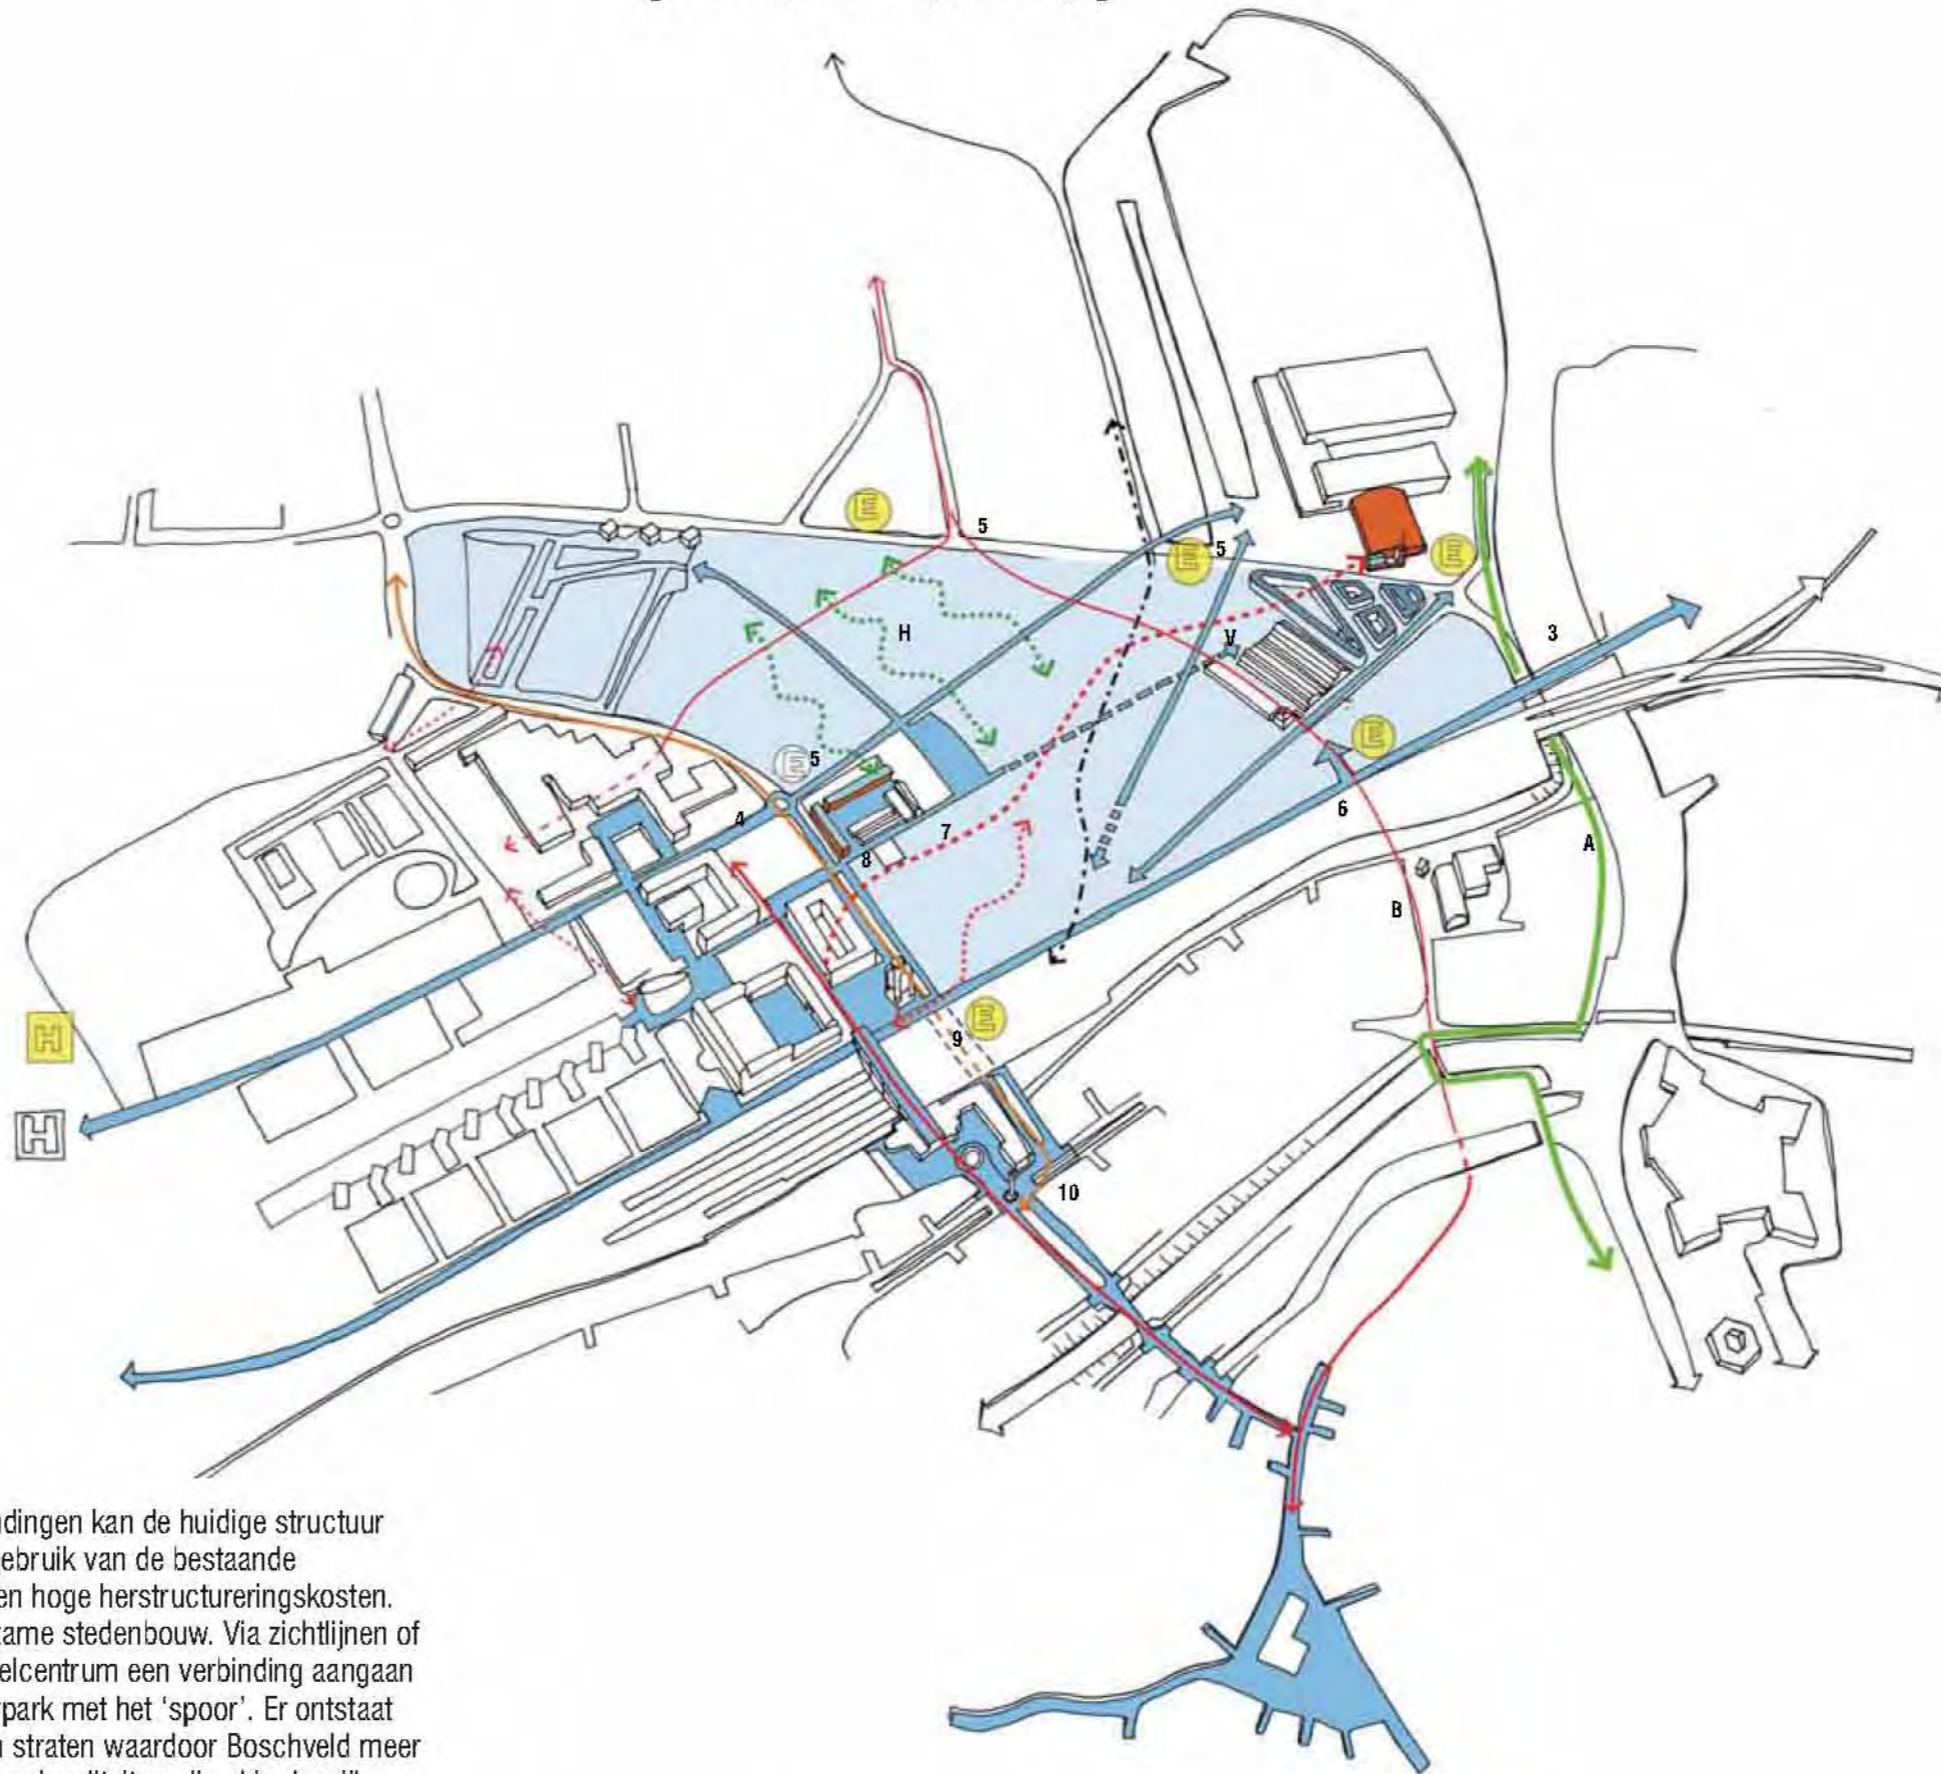 E
5
E
5
E
H
V
3
E
5
4
E
6
7
8
A
B
H
E
9
H
10
ndingen kan de huidige structuur
ebruik van de bestaande
en hoge herstructureringskosten.
ame stedenbouw. Via zichtlijnen of
elcentrum een verbinding aangaan
park met het ‘spoor’. Er ontstaat
straten waardoor Boschveld meer